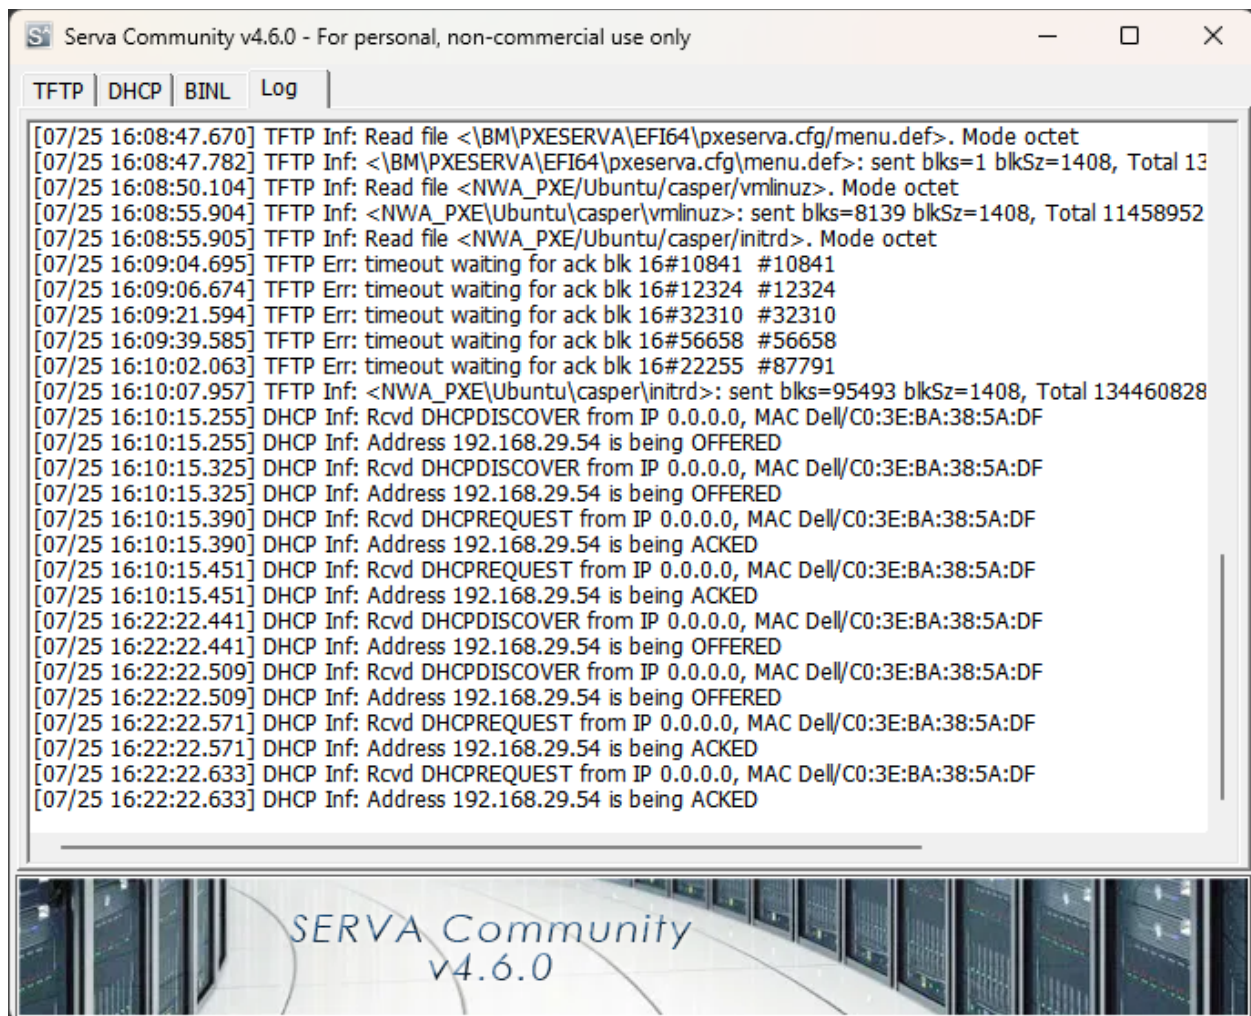 Serva Community v4.6.0 - For personal, non-commercial use only
TFTP DHCP BINL Log
[07/25 16:08:47.670] TFTP Inf: Read file <\BM\PXESERVA\EFI64\pxeserva.cfg/menu.def>. Mode octet
[07/25 16:08:47.782] TFTP Inf: <\BM\PXESERVA\EFI64\pxeserva.cfg\menu.def>: sent blks=1 blkSz=1408, Total 13
[07/25 16:08:50.104] TFTP Inf: Read file <NWA_PXE/Ubuntu/casper/vmlinuz>. Mode octet
[07/25 16:08:55.904] TFTP Inf: <NWA_PXE\Ubuntu\casper\vmlinuz>: sent blks=8139 blkSz=1408, Total 11458952
[07/25 16:08:55.905] TFTP Inf: Read file <NWA_PXE/Ubuntu/casper/initrd>. Mode octet
[07/25 16:09:04.695] TFTP Err: timeout waiting for ack blk 16#10841 #10841
[07/25 16:09:06.674] TFTP Err: timeout waiting for ack blk 16#12324 #12324
[07/25 16:09:21.594] TFTP Err: timeout waiting for ack blk 16#32310 #32310
[07/25 16:09:39.585] TFTP Err: timeout waiting for ack blk 16#56658 #56658
[07/25 16:10:02.063] TFTP Err: timeout waiting for ack blk 16#22255 #87791
[07/25 16:10:07.957] TFTP Inf: <NWA_PXE\Ubuntu\casper\initrd>: sent blks=95493 blkSz=1408, Total 134460828
[07/25 16:10:15.255] DHCP Inf: Rcvd DHCPDISCOVER from IP 0.0.0.0, MAC Dell/C0:3E:BA:38:5A:DF
[07/25 16:10:15.255] DHCP Inf: Address 192.168.29.54 is being OFFERED
[07/25 16:10:15.325] DHCP Inf: Rcvd DHCPDISCOVER from IP 0.0.0.0, MAC Dell/C0:3E:BA:38:5A:DF
[07/25 16:10:15.325] DHCP Inf: Address 192.168.29.54 is being OFFERED
[07/25 16:10:15.390] DHCP Inf: Rcvd DHCPREQUEST from IP 0.0.0.0, MAC Dell/C0:3E:BA:38:5A:DF
[07/25 16:10:15.390] DHCP Inf: Address 192.168.29.54 is being ACKED
[07/25 16:10:15.451] DHCP Inf: Rcvd DHCPREQUEST from IP 0.0.0.0, MAC Dell/C0:3E:BA:38:5A:DF
[07/25 16:10:15.451] DHCP Inf: Address 192.168.29.54 is being ACKED
[07/25 16:22:22.441] DHCP Inf: Rcvd DHCPDISCOVER from IP 0.0.0.0, MAC Dell/C0:3E:BA:38:5A:DF
[07/25 16:22:22.441] DHCP Inf: Address 192.168.29.54 is being OFFERED
[07/25 16:22:22.509] DHCP Inf: Rcvd DHCPDISCOVER from IP 0.0.0.0, MAC Dell/C0:3E:BA:38:5A:DF
[07/25 16:22:22.509] DHCP Inf: Address 192.168.29.54 is being OFFERED
[07/25 16:22:22.571] DHCP Inf: Rcvd DHCPREQUEST from IP 0.0.0.0, MAC Dell/C0:3E:BA:38:5A:DF
[07/25 16:22:22.571] DHCP Inf: Address 192.168.29.54 is being ACKED
[07/25 16:22:22.633] DHCP Inf: Rcvd DHCPREQUEST from IP 0.0.0.0, MAC Dell/C0:3E:BA:38:5A:DF
[07/25 16:22:22.633] DHCP Inf: Address 192.168.29.54 is being ACKED
SERVA Community
v4.6.0